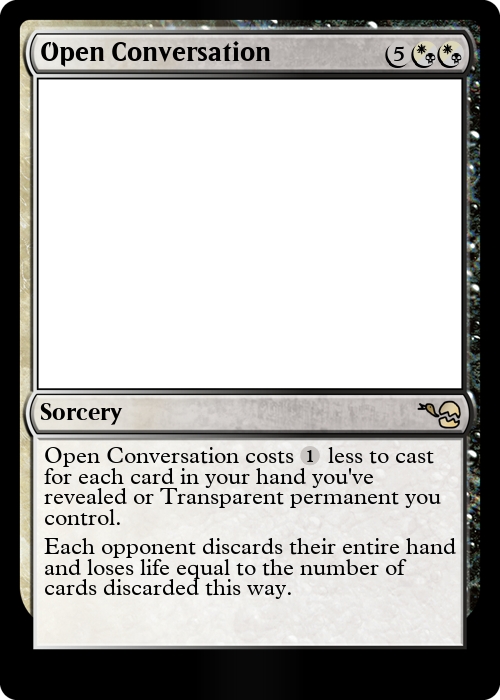 Open Conversation 5
Sorcery
Open Conversation costs 1 less to cast
for each card in your hand you've
revealed or Transparent permanent you
control.
Each opponent discards their entire hand
and loses life equal to the number of
cards discarded this way.